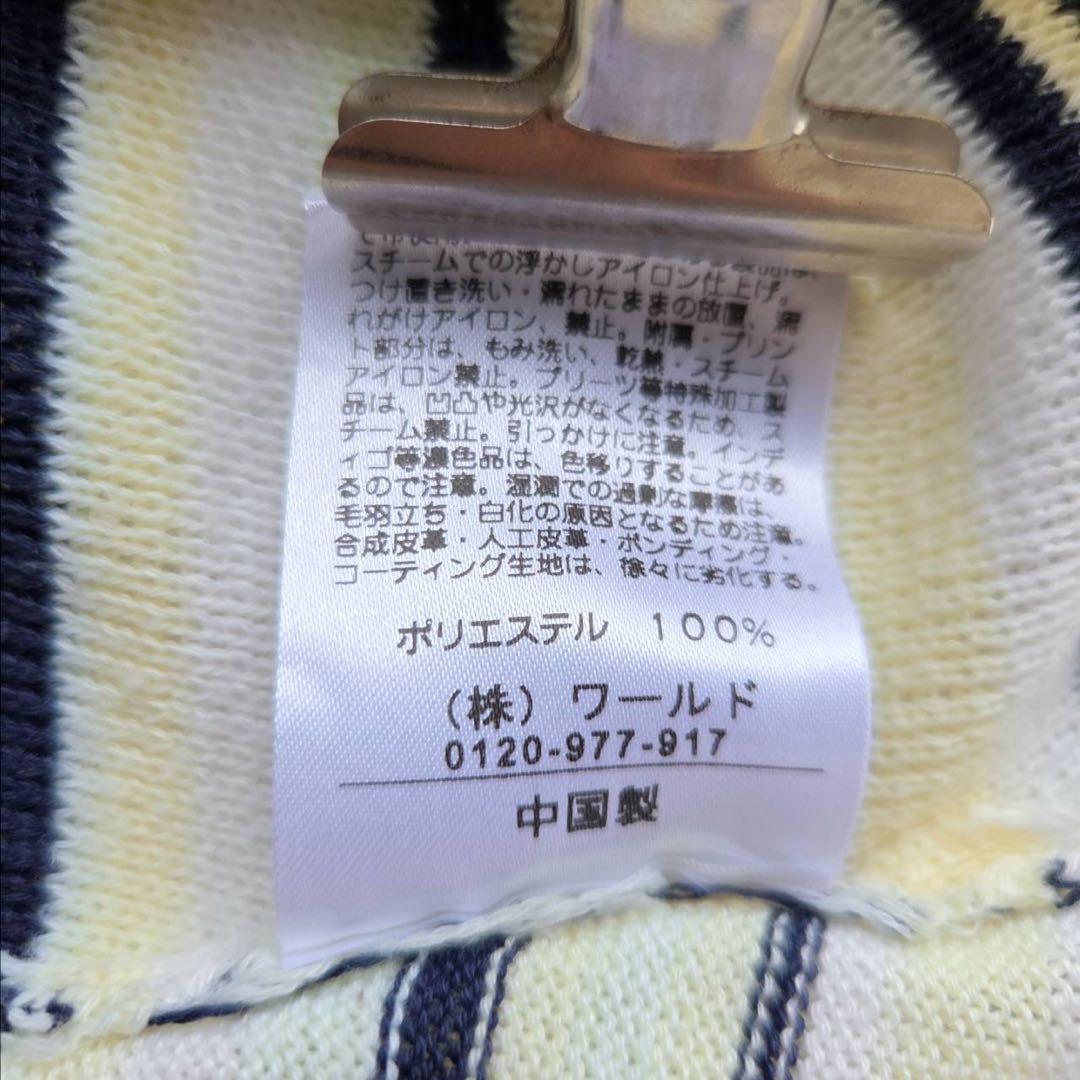 スチームでの浮かしアイロン仕上げ。
つけ置き洗い・濡れたままの放置、濡
れがけアイロン、禁止。附属・プリン
ト部分は、もみ洗い、乾燥・スチーム
アイロン禁止。プリーツ等特殊加工製
品は、凹凸や光沢がなくなるため、ス
チーム禁止。引っかけに注意。インデ
ィゴ等濃色品は、色移りすることがあ
るので注意。湿潤での過剰な摩擦は、
毛羽立ち・白化の原因となるため注意。
合成皮革・人工皮革・ボンディング・
コーティング生地は、徐々に劣化する。
ポリエステル 100%
(株) ワールド
0120-977-917
中国製